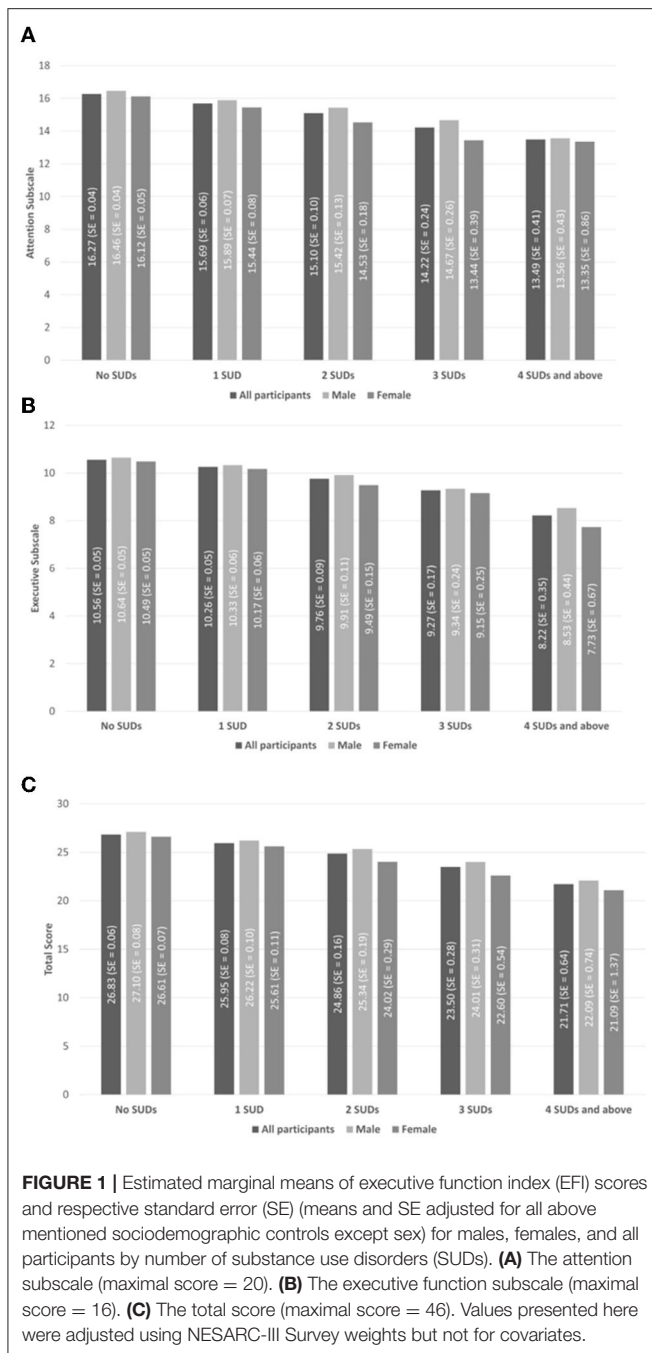 A
18
16
14
12
10
8
6
4
2
0
Attention Subscale
16.27 (SE = 0.04)
16.46 (SE = 0.04)
16.12 (SE = 0.05)
15.69 (SE = 0.06)
15.89 (SE = 0.07)
15.44 (SE = 0.08)
15.10 (SE = 0.10)
15.42 (SE = 0.13)
14.53 (SE = 0.18)
14.22 (SE = 0.24)
14.67 (SE = 0.26)
13.44 (SE = 0.39)
13.49 (SE = 0.41)
13.56 (SE = 0.43)
13.35 (SE = 0.86)
No SUDs 1 SUD 2 SUDs 3 SUDs 4 SUDs and above
All participants Male Female
B
12
10
8
6
4
2
0
Executive Subscale
10.56 (SE = 0.05)
10.64 (SE = 0.05)
10.49 (SE = 0.05)
10.26 (SE = 0.05)
10.33 (SE = 0.06)
10.17 (SE = 0.06)
9.76 (SE = 0.09)
9.91 (SE = 0.11)
9.49 (SE = 0.15)
9.27 (SE = 0.17)
9.34 (SE = 0.24)
9.15 (SE = 0.25)
8.22 (SE = 0.35)
8.53 (SE = 0.44)
7.73 (SE = 0.67)
No SUDs 1 SUD 2 SUDs 3 SUDs 4 SUDs and above
All participants Male Female
C
30
25
20
15
10
5
0
Total Score
26.83 (SE = 0.06)
27.10 (SE = 0.08)
26.61 (SE = 0.07)
25.95 (SE = 0.08)
26.22 (SE = 0.10)
25.61 (SE = 0.11)
24.86 (SE = 0.16)
25.34 (SE = 0.19)
24.02 (SE = 0.29)
23.50 (SE = 0.28)
24.01 (SE = 0.31)
22.60 (SE = 0.54)
21.71 (SE = 0.64)
22.09 (SE = 0.74)
21.09 (SE = 1.37)
No SUDs 1 SUD 2 SUDs 3 SUDs 4 SUDs and above
All participants Male Female
FIGURE 1 | Estimated marginal means of executive function index (EFI) scores
and respective standard error (SE) (means and SE adjusted for all above
mentioned sociodemographic controls except sex) for males, females, and all
participants by number of substance use disorders (SUDs). (A) The attention
subscale (maximal score = 20). (B) The executive function subscale (maximal
score = 16). (C) The total score (maximal score = 46). Values presented here
were adjusted using NESARC-III Survey weights but not for covariates.